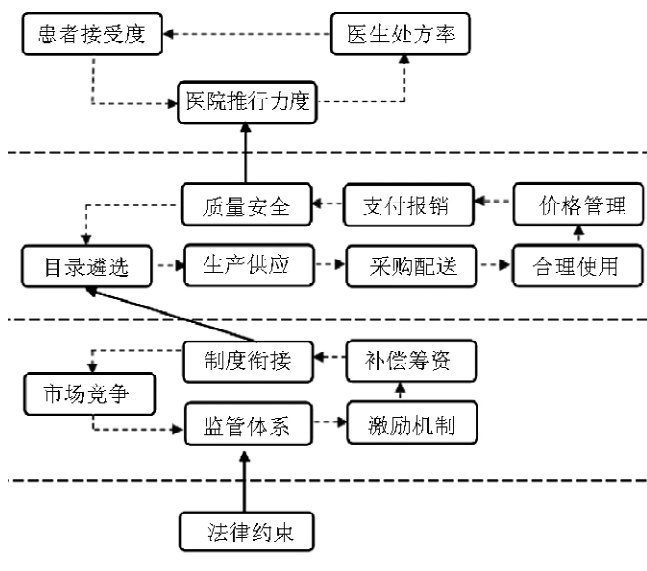 患者接受度
医生处方率
医院推行力度
质量安全
支付报销
价格管理
目录遴选
生产供应
采购配送
合理使用
制度衔接
补偿筹资
市场竞争
监管体系
激励机制
法律约束